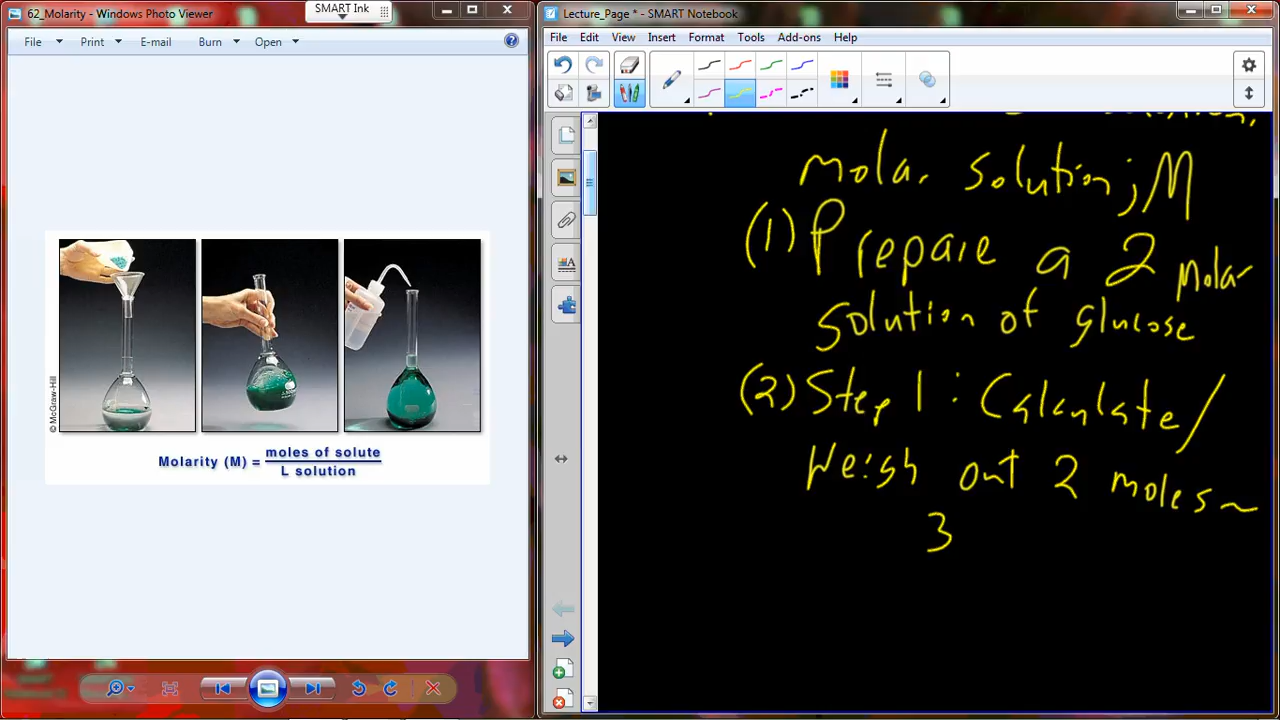 62_Molarity - Windows Photo Viewer
SMART Ink
File Print E-mail Burn Open
© McGraw-Hill
Molarity (M) = moles of solute
L solution
Lecture_Page * - SMART Notebook
File Edit View Insert Format Tools Add-ons Help
molar solution; M
(1) Prepare a 2 molar
solution of glucose
(2) Step 1: Calculate/
Weigh out 2 moles~
3